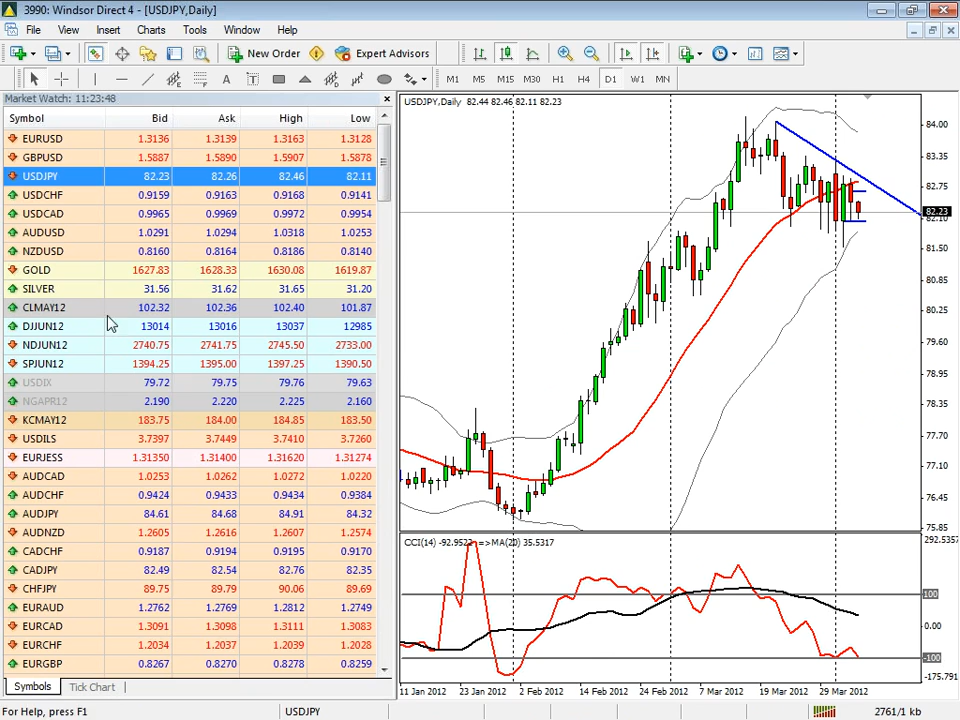 3990: Windsor Direct 4 - [USDJPY,Daily]
File View Insert Charts Tools Window Help
New Order Expert Advisors
A T M1 M5 M15 M30 H1 H4 D1 W1 MN
Market Watch: 11:23:48
Symbol Bid Ask High Low
EURUSD 1.3136 1.3139 1.3163 1.3128
GBPUSD 1.5887 1.5890 1.5907 1.5878
USDJPY 82.23 82.26 82.46 82.11
USDCHF 0.9159 0.9163 0.9168 0.9141
USDCAD 0.9965 0.9969 0.9972 0.9954
AUDUSD 1.0291 1.0294 1.0318 1.0253
NZDUSD 0.8160 0.8164 0.8186 0.8140
GOLD 1627.83 1628.33 1630.08 1619.87
SILVER 31.56 31.62 31.65 31.20
CLMAY12 102.32 102.36 102.40 101.87
DJJUN12 13014 13016 13037 12985
NDJUN12 2740.75 2741.75 2745.50 2733.00
SPJUN12 1394.25 1395.00 1397.25 1390.50
USDIX 79.72 79.75 79.76 79.63
NGAPR12 2.190 2.220 2.225 2.160
KCMAY12 183.75 184.00 184.85 183.50
USDILS 3.7397 3.7449 3.7410 3.7260
EURJESS 1.31350 1.31400 1.31620 1.31274
AUDCAD 1.0253 1.0262 1.0272 1.0220
AUDCHF 0.9424 0.9433 0.9434 0.9384
AUDJPY 84.61 84.68 84.91 84.32
AUDNZD 1.2605 1.2616 1.2607 1.2574
CADCHF 0.9187 0.9194 0.9195 0.9170
CADJPY 82.49 82.54 82.76 82.35
CHFJPY 89.75 89.79 90.06 89.69
EURAUD 1.2762 1.2769 1.2812 1.2749
EURCAD 1.3091 1.3098 1.3111 1.3083
EURCHF 1.2034 1.2037 1.2039 1.2028
EURGBP 0.8267 0.8270 0.8278 0.8259
Symbols Tick Chart
USDJPY,Daily 82.44 82.46 82.11 82.23
84.00
83.35
82.75
82.23
82.10
81.50
80.85
80.25
79.60
78.95
78.35
77.70
77.10
76.45
75.85
CCI(14) -92.9522 =>MA(20) 35.5317
292.5357
100
0.00
-100
-175.791
11 Jan 2012 23 Jan 2012 2 Feb 2012 14 Feb 2012 24 Feb 2012 7 Mar 2012 19 Mar 2012 29 Mar 2012
For Help, press F1 USDJPY 2761/1 kb